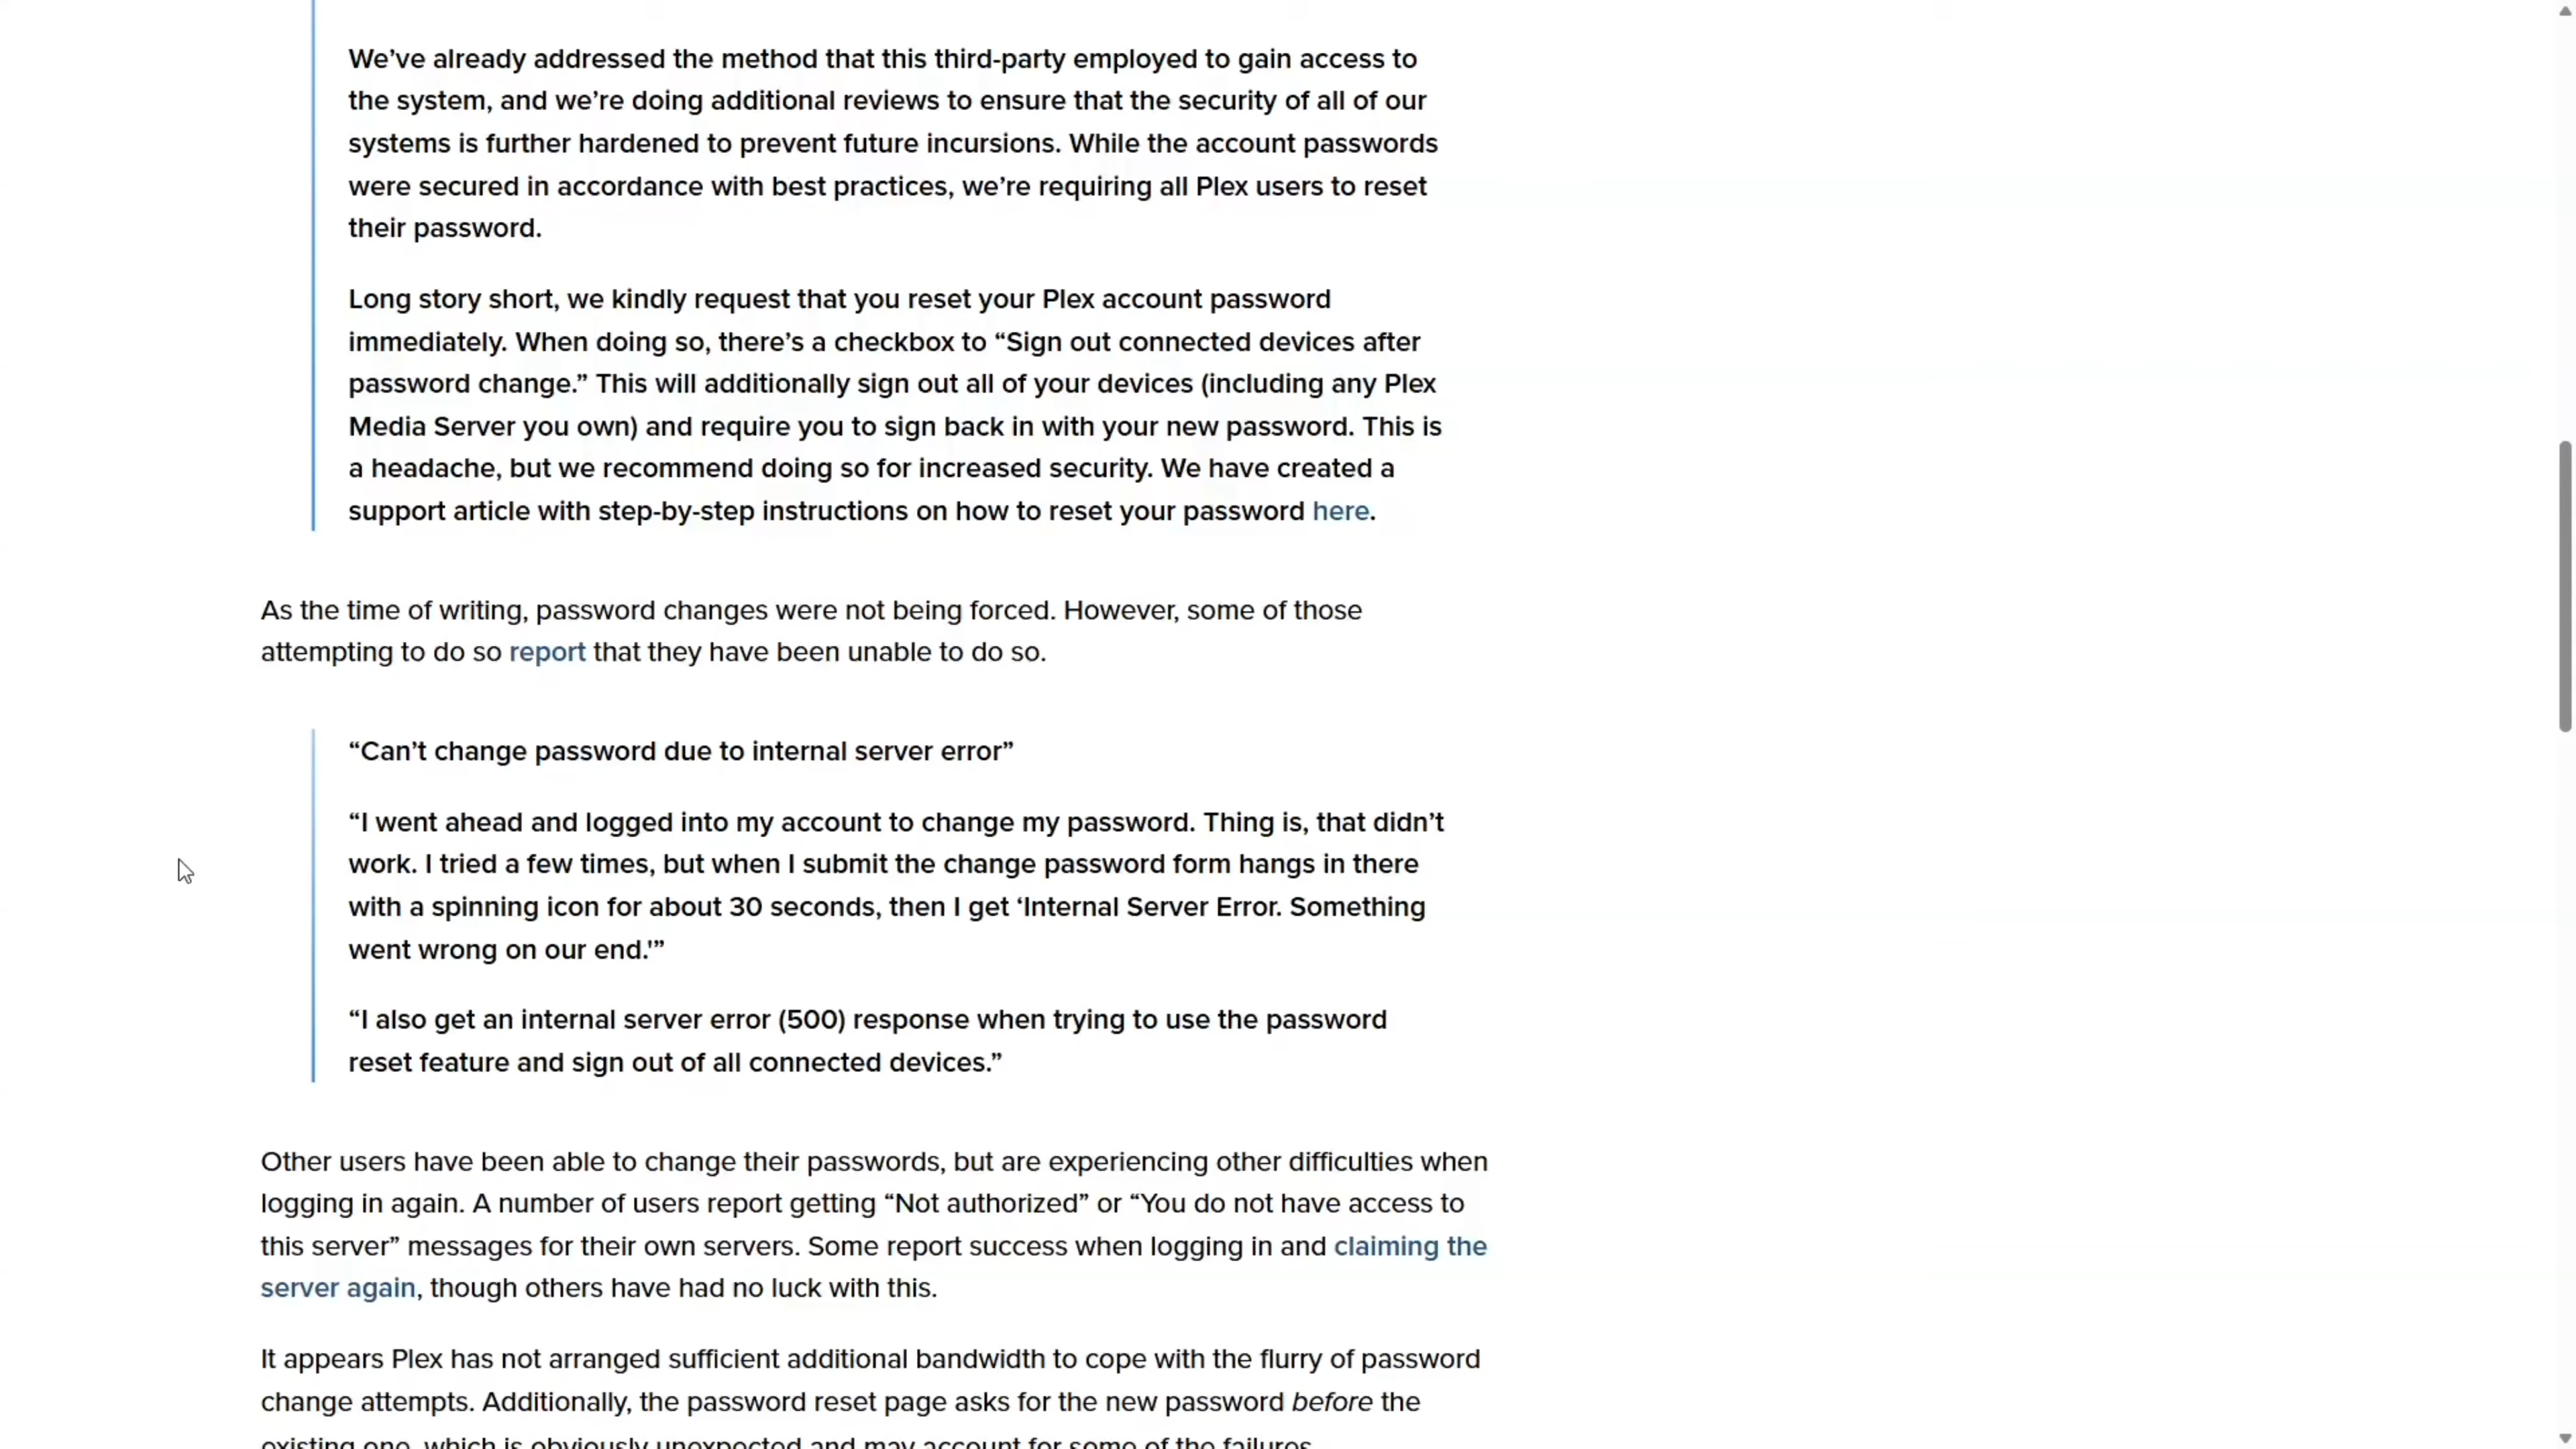 We’ve already addressed the method that this third-party employed to gain access to
the system, and we’re doing additional reviews to ensure that the security of all of our
systems is further hardened to prevent future incursions. While the account passwords
were secured in accordance with best practices, we’re requiring all Plex users to reset
their password.
Long story short, we kindly request that you reset your Plex account password
immediately. When doing so, there’s a checkbox to “Sign out connected devices after
password change.” This will additionally sign out all of your devices (including any Plex
Media Server you own) and require you to sign back in with your new password. This is
a headache, but we recommend doing so for increased security. We have created a
support article with step-by-step instructions on how to reset your password here.
As the time of writing, password changes were not being forced. However, some of those
attempting to do so report that they have been unable to do so.
“Can’t change password due to internal server error”
“I went ahead and logged into my account to change my password. Thing is, that didn’t
work. I tried a few times, but when I submit the change password form hangs in there
with a spinning icon for about 30 seconds, then I get ‘Internal Server Error. Something
went wrong on our end.'”
“I also get an internal server error (500) response when trying to use the password
reset feature and sign out of all connected devices.”
Other users have been able to change their passwords, but are experiencing other difficulties when
logging in again. A number of users report getting “Not authorized” or “You do not have access to
this server” messages for their own servers. Some report success when logging in and claiming the
server again, though others have had no luck with this.
It appears Plex has not arranged sufficient additional bandwidth to cope with the flurry of password
change attempts. Additionally, the password reset page asks for the new password before the
existing one, which is obviously unexpected and may account for some of the failures.